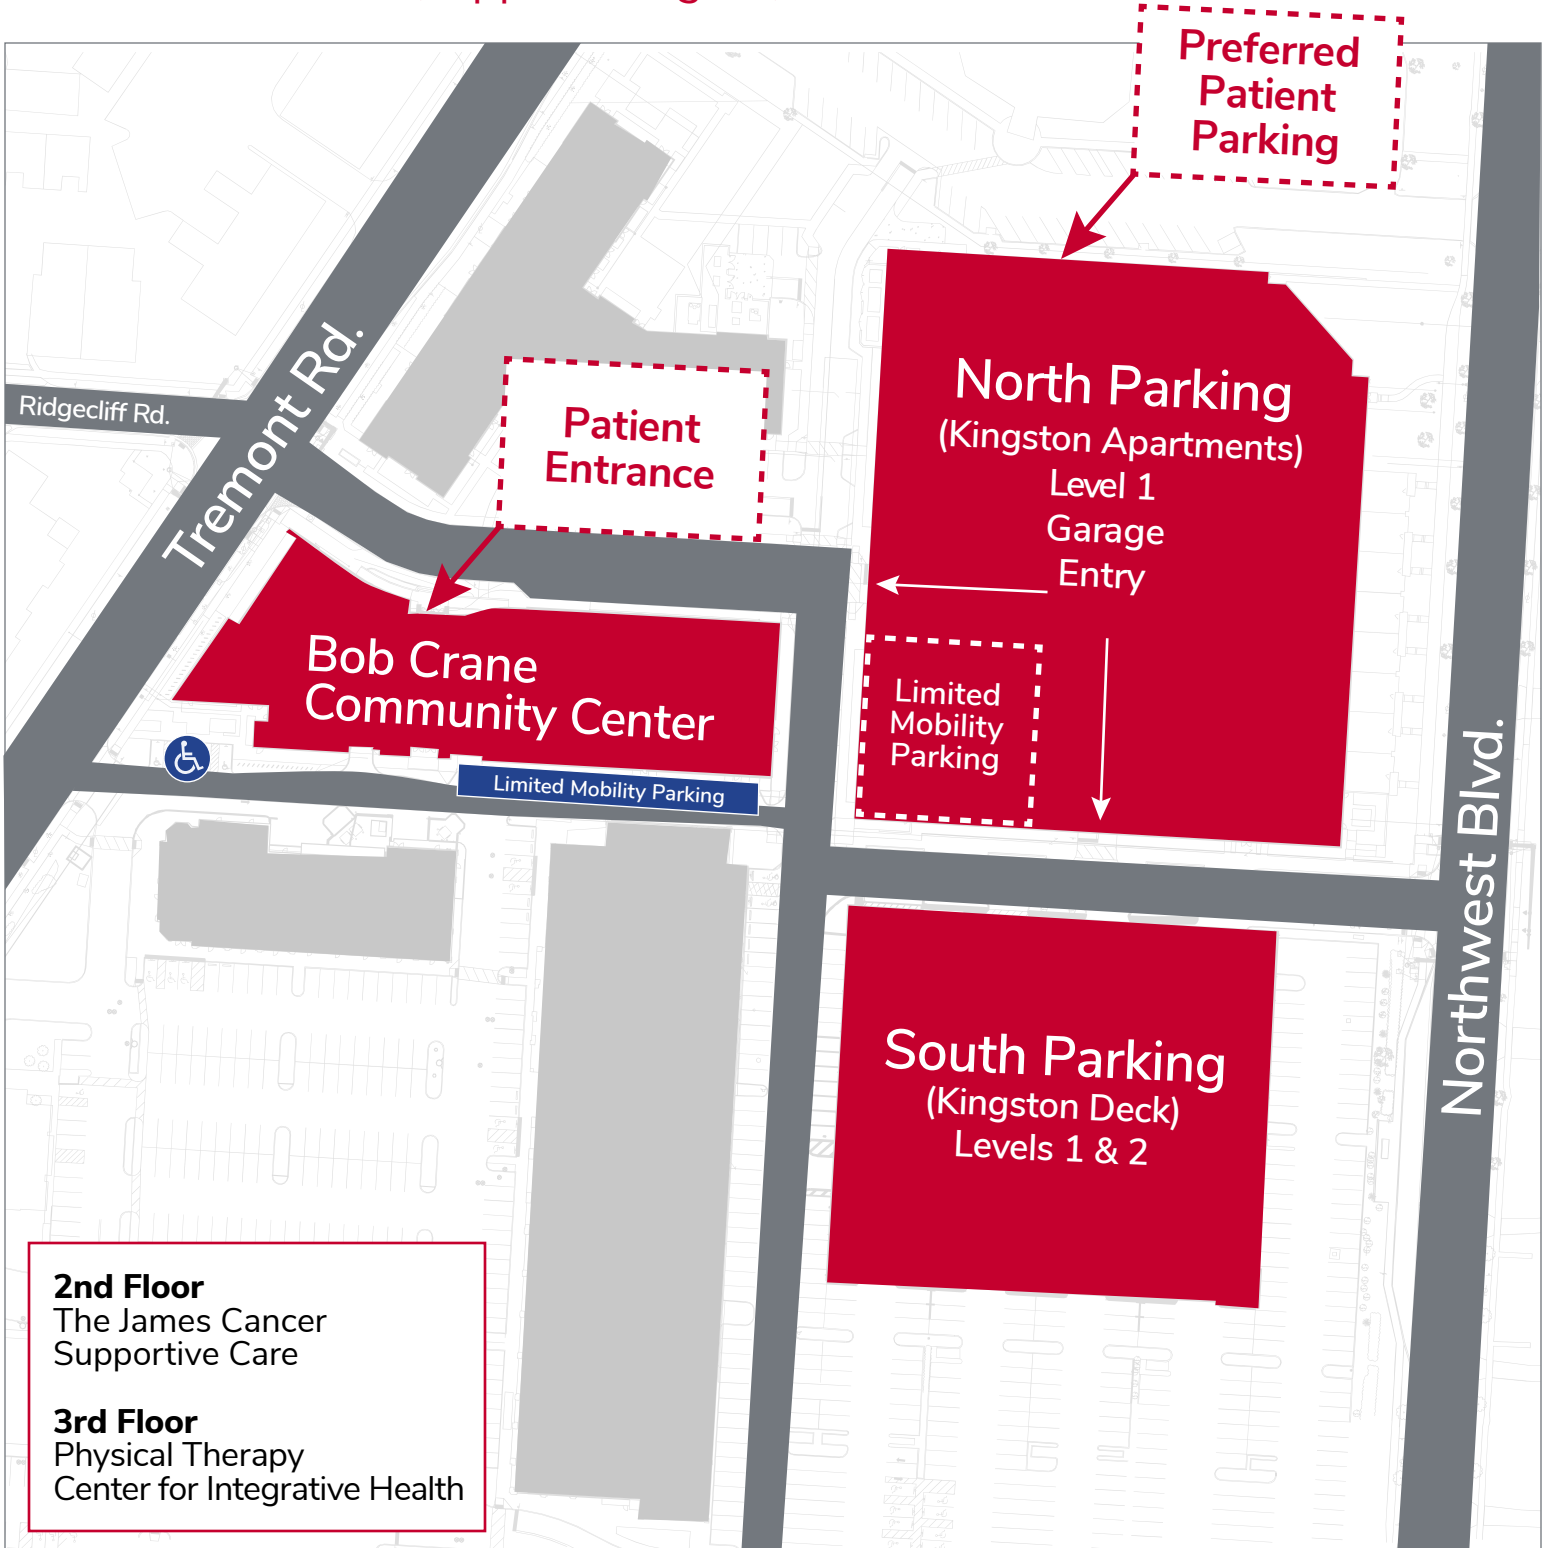 Preferred
Patient
Parking
Tremont Rd.
Ridgecliff Rd.
Patient
Entrance
North Parking
(Kingston Apartments)
Level 1
Garage
Entry
Limited
Mobility
Parking
Bob Crane
Community Center
Limited Mobility Parking
Northwest Blvd.
South Parking
(Kingston Deck)
Levels 1 & 2
2nd Floor
The James Cancer
Supportive Care
3rd Floor
Physical Therapy
Center for Integrative Health